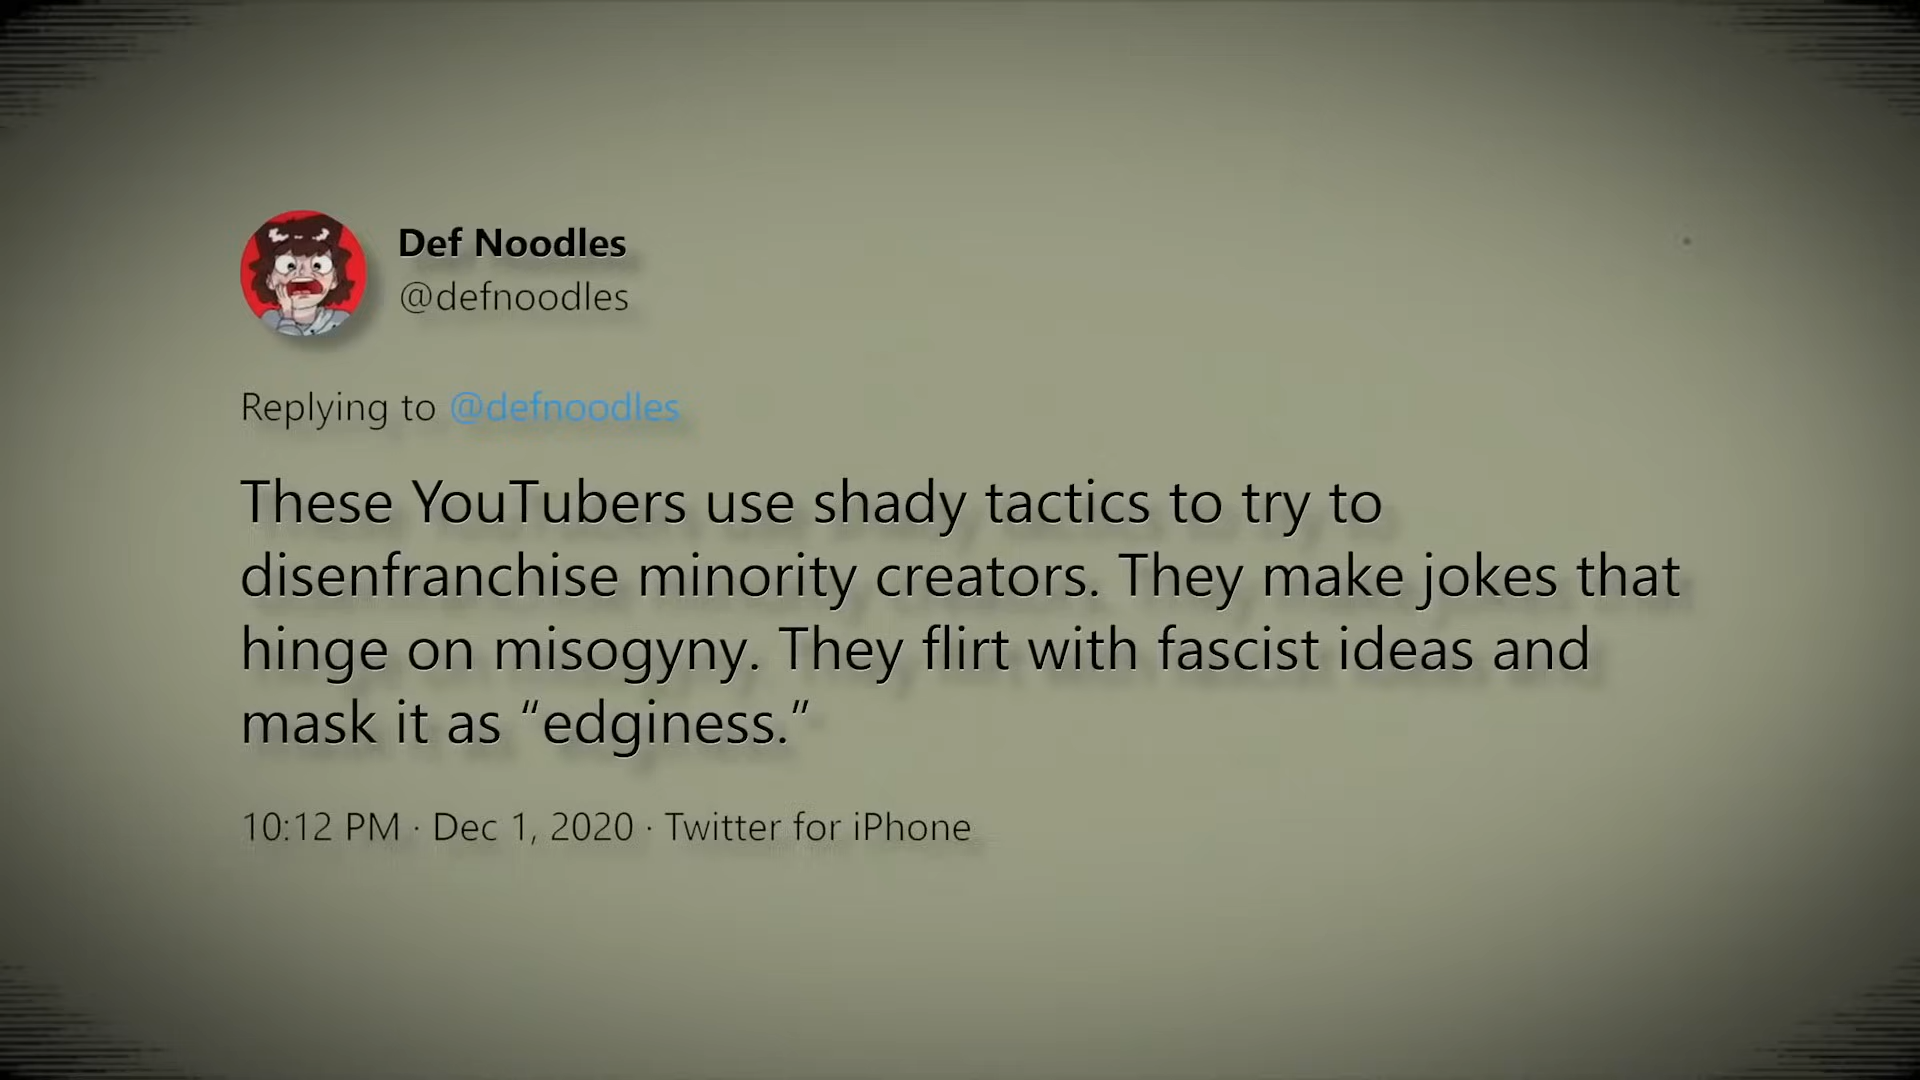 Def Noodles
@defnoodles
Replying to @defnoodles
These YouTubers use shady tactics to try to
disenfranchise minority creators. They make jokes that
hinge on misogyny. They flirt with fascist ideas and
mask it as “edginess.”
10:12 PM · Dec 1, 2020 · Twitter for iPhone